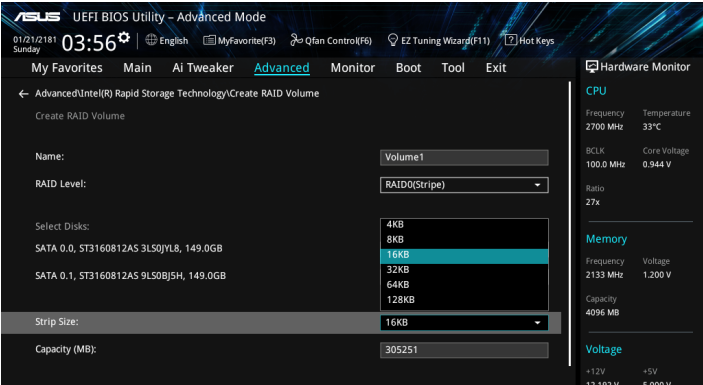 ASUS UEFI BIOS Utility – Advanced Mode
01/21/2181 Sunday 03:56 English MyFavorite(F3) Qfan Control(F6) EZ Tuning Wizard(F11) ? Hot Keys
My Favorites Main Ai Tweaker Advanced Monitor Boot Tool Exit
← Advanced\Intel(R) Rapid Storage Technology\Create RAID Volume
Create RAID Volume
Name: Volume1
RAID Level: RAID0(Stripe)
Select Disks:
SATA 0.0, ST3160812AS 3LS0JYL8, 149.0GB
SATA 0.1, ST3160812AS 9LS0BJ5H, 149.0GB
4KB
8KB
16KB
32KB
64KB
128KB
Strip Size: 16KB
Capacity (MB): 305251
Hardware Monitor
CPU
Frequency Temperature
2700 MHz 33°C
BCLK Core Voltage
100.0 MHz 0.944 V
Ratio
27x
Memory
Frequency Voltage
2133 MHz 1.200 V
Capacity
4096 MB
Voltage
+12V +5V